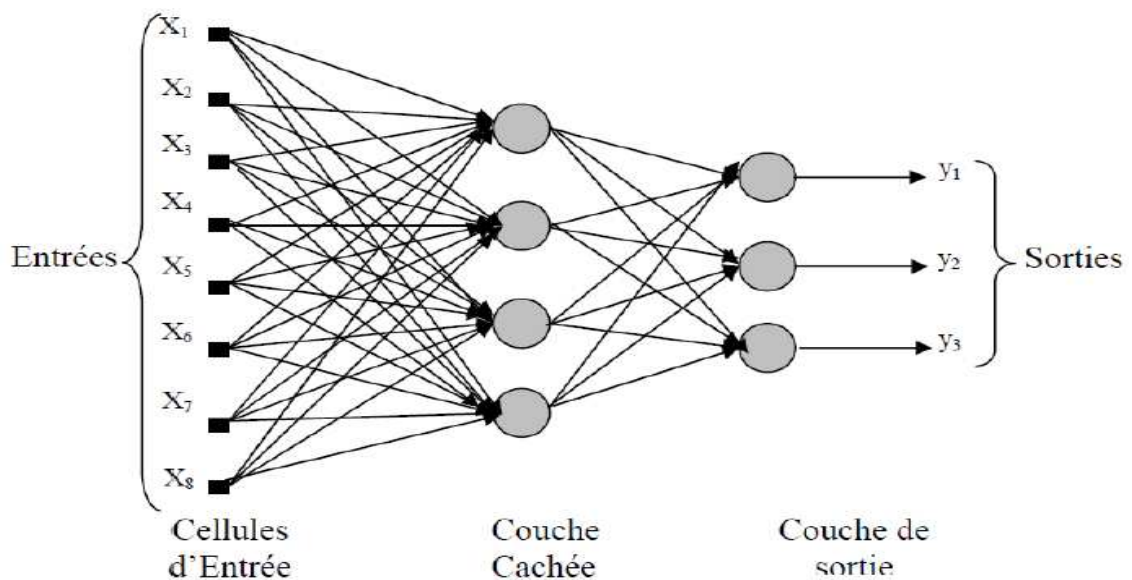 X₁
X₂
X₃
X₄
Entrées
X₅
X₆
X₇
X₈
y₁
y₂
y₃
Sorties
Cellules
d'Entrée
Couche
Cachée
Couche de
sortie